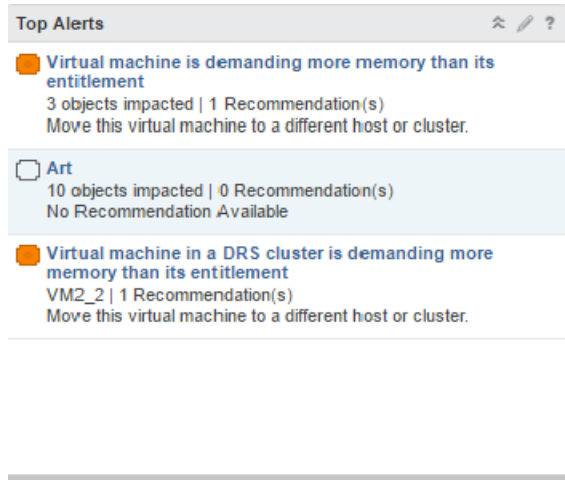 Top Alerts ?
Virtual machine is demanding more memory than its
entitlement
3 objects impacted | 1 Recommendation(s)
Move this virtual machine to a different host or cluster.
Art
10 objects impacted | 0 Recommendation(s)
No Recommendation Available
Virtual machine in a DRS cluster is demanding more
memory than its entitlement
VM2_2 | 1 Recommendation(s)
Move this virtual machine to a different host or cluster.